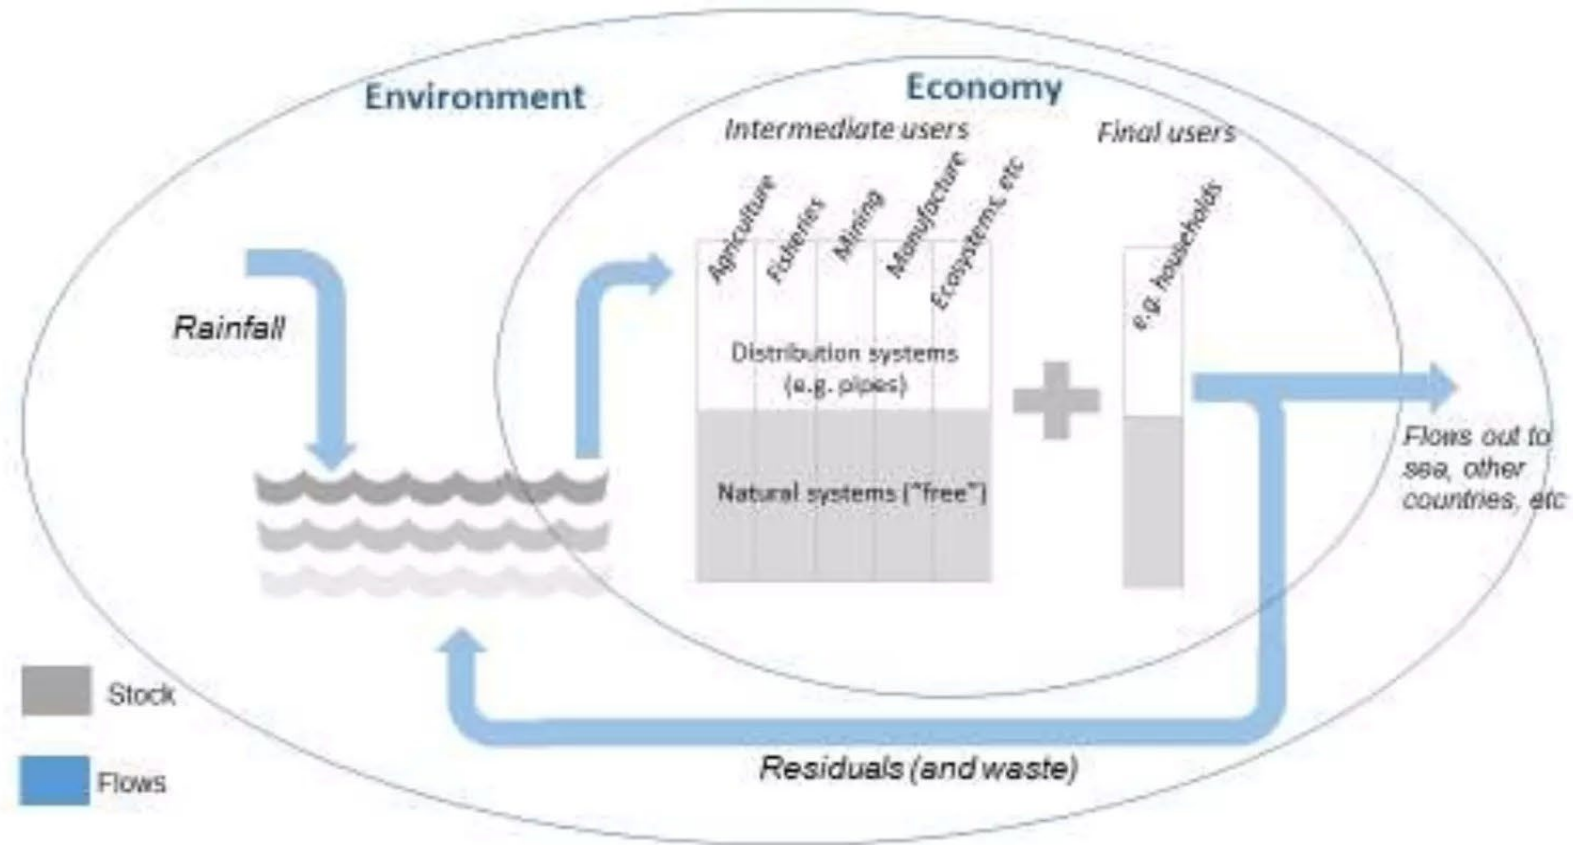 Environment
Economy
Intermediate users
Final users
Agriculture
Fisheries
Mining
Manufacture
Ecosystems, etc
e.g. households
Rainfall
Distribution systems
(e.g. pipes)
Natural systems ("free")
Flows out to
sea, other
countries, etc
Stock
Flows
Residuals (and waste)